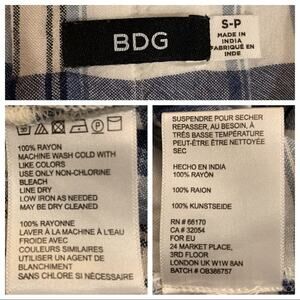 BDG
S-P
MADE IN
INDIA
FABRIQUÉ EN
INDE
100% RAYON
MACHINE WASH COLD WITH
LIKE COLORS
USE ONLY NON-CHLORINE
BLEACH
LINE DRY
LOW IRON AS NEEDED
MAY BE DRY CLEANED
100% RAYONNE
LAVER À LA MACHINE À L'EAU
FROIDE AVEC
COULEURS SIMILAIRES
UTILISER UN AGENT DE
BLANCHIMENT
SANS CHLORE SI NÉCESSAIRE
SUSPENDRE POUR SÉCHER
REPASSER, AU BESOIN, À
TRÈS BASSE TEMPÉRATURE
PEUT-ÊTRE ÊTRE NETTOYÉE
SEC
HECHO EN INDIA
100% RAYÓN
100% RAION
100% KUNSTSEIDE
RN # 66170
CA # 32054
FOR EU
24 MARKET PLACE,
3RD FLOOR
LONDON UK W1W 8AN
BATCH # OB386757